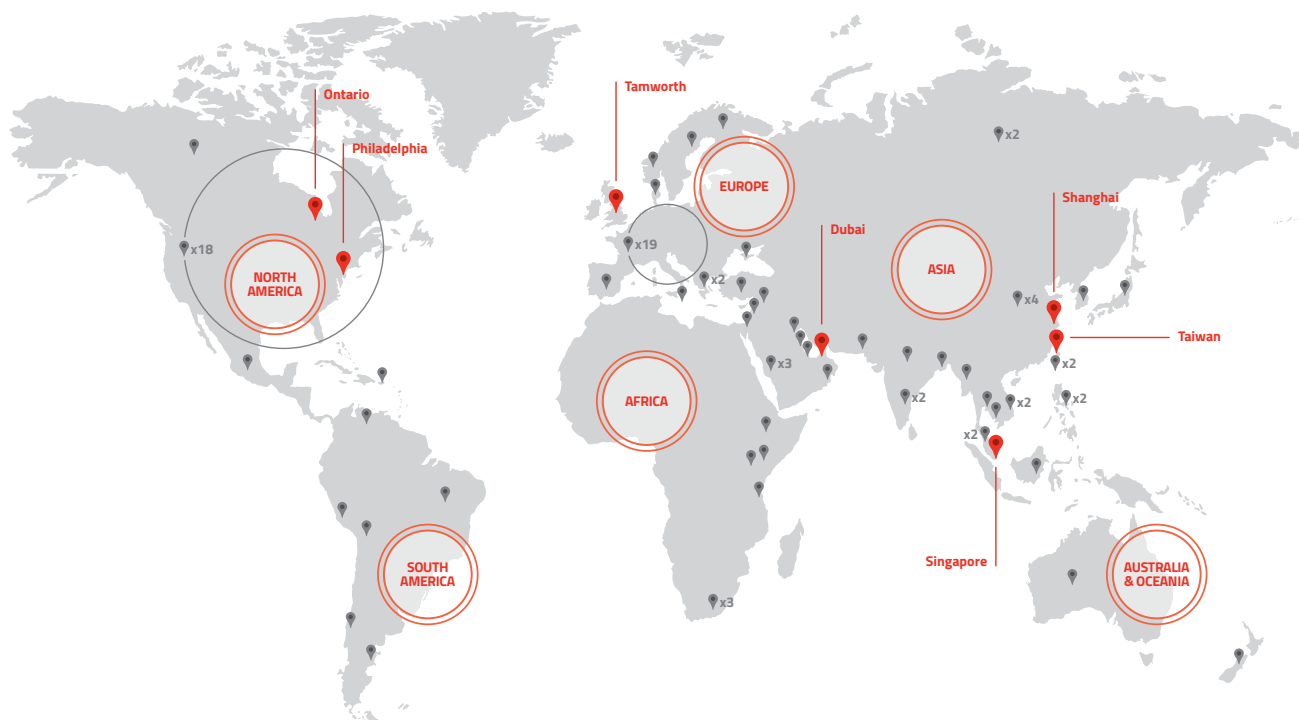 Ontario
Philadelphia
x18
NORTH
AMERICA
Tamworth
x19
EUROPE
x2
x2
Dubai
x3
AFRICA
x3
SOUTH
AMERICA
ASIA
Shanghai
x4
Taiwan
x2
x2
x2
x2
x2
Singapore
AUSTRALIA
& OCEANIA